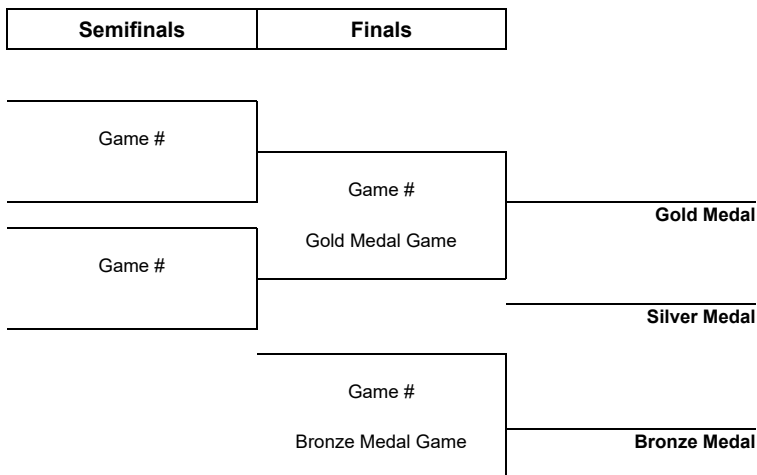 Semifinals Finals
Game #
Game #
Gold Medal
Gold Medal Game
Game #
Silver Medal
Game #
Bronze Medal Game Bronze Medal